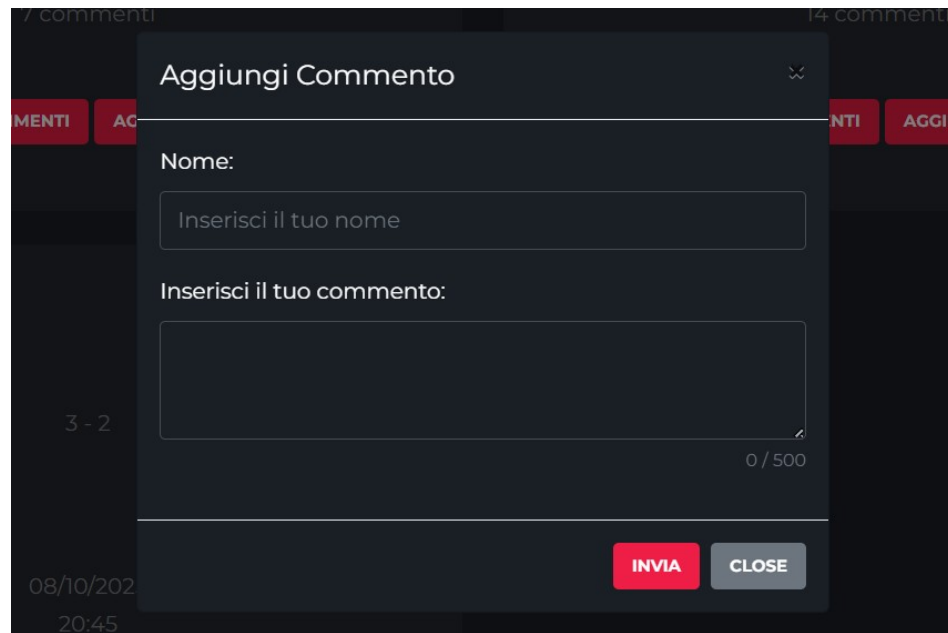 7 commenti
14 commenti
Aggiungi Commento
MENTI
AG
NTI
AGGI
Nome:
Inserisci il tuo nome
Inserisci il tuo commento:
3 - 2
0 / 500
INVIA
CLOSE
08/10/202
20:45